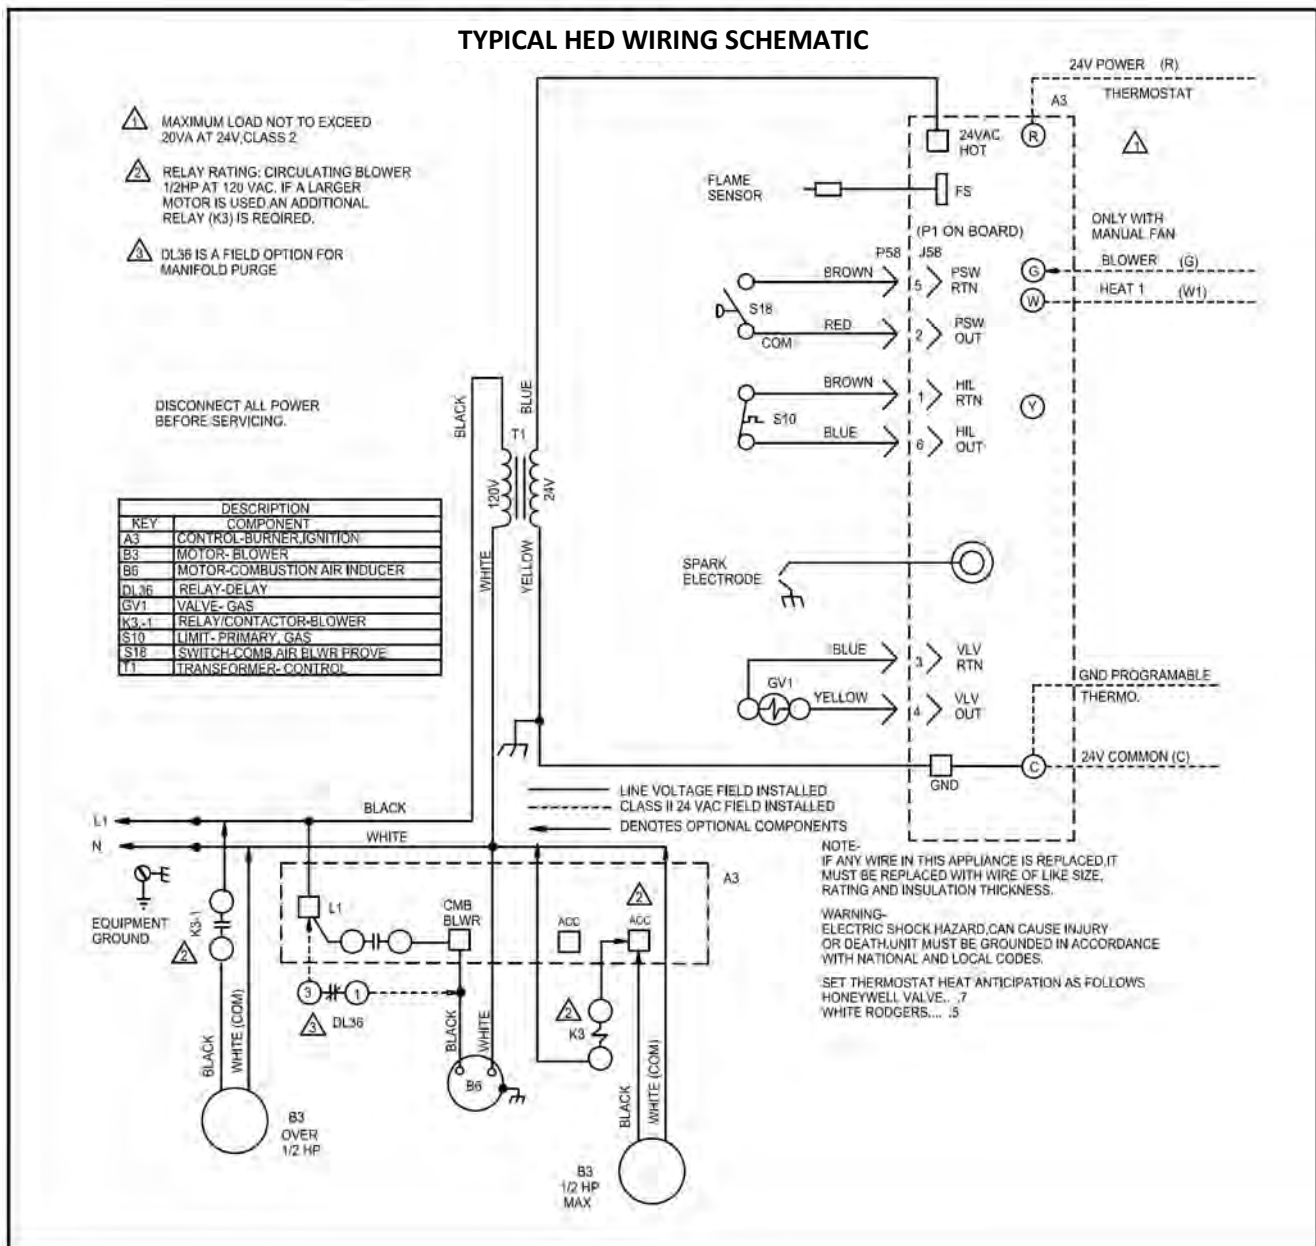 TYPICAL HED WIRING SCHEMATIC
1 MAXIMUM LOAD NOT TO EXCEED
20VA AT 24V,CLASS 2
2 RELAY RATING: CIRCULATING BLOWER
1/2HP AT 120 VAC. IF A LARGER
MOTOR IS USED,AN ADDITIONAL
RELAY (K3) IS REQIRED.
3 DL36 IS A FIELD OPTION FOR
MANIFOLD PURGE
DISCONNECT ALL POWER
BEFORE SERVICING.
DESCRIPTION
KEY COMPONENT
A3 CONTROL-BURNER,IGNITION
B3 MOTOR- BLOWER
B6 MOTOR-COMBUSTION AIR INDUCER
DL36 RELAY-DELAY
GV1 VALVE- GAS
K3,-1 RELAY/CONTACTOR-BLOWER
S10 LIMIT- PRIMARY, GAS
S18 SWITCH-COMB.AIR BLWR PROVE
T1 TRANSFORMER- CONTROL
24V POWER (R)
THERMOSTAT
A3
1
24VAC
HOT
R
FLAME
SENSOR
FS
ONLY WITH
MANUAL FAN
(P1 ON BOARD)
P58 J58
BROWN
5
PSW
RTN
G
BLOWER (G)
W
HEAT 1 (W1)
S18
RED
COM
2
PSW
OUT
BROWN
1
HIL
RTN
S10
Y
BLUE
6
HIL
OUT
BLACK
BLUE
T1
120V
24V
WHITE
YELLOW
SPARK
ELECTRODE
BLUE
3
VLV
RTN
GV1
YELLOW
4
VLV
OUT
GND PROGRAMABLE
THERMO.
24V COMMON (C)
C
GND
LINE VOLTAGE FIELD INSTALLED
CLASS II 24 VAC FIELD INSTALLED
DENOTES OPTIONAL COMPONENTS
L1
BLACK
N
WHITE
EQUIPMENT
GROUND
K3-1
2
L1
CMB
BLWR
ACC
ACC
2
A3
3
1
3
DL36
2
K3
BLACK
WHITE (COM)
BLACK
WHITE
B6
BLACK
WHITE (COM)
B3
OVER
1/2 HP
B3
1/2 HP
MAX
NOTE-
IF ANY WIRE IN THIS APPLIANCE IS REPLACED,IT
MUST BE REPLACED WITH WIRE OF LIKE SIZE,
RATING AND INSULATION THICKNESS.
WARNING-
ELECTRIC SHOCK HAZARD,CAN CAUSE INJURY
OR DEATH.UNIT MUST BE GROUNDED IN ACCORDANCE
WITH NATIONAL AND LOCAL CODES.
SET THERMOSTAT HEAT ANTICIPATION AS FOLLOWS
HONEYWELL VALVE.. .7
WHITE RODGERS.... .5